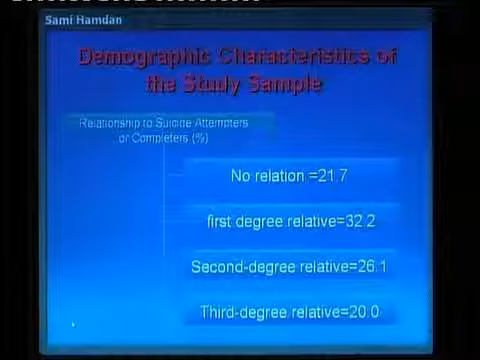 Sami Hamdan
Demographic Characteristics of
the Study Sample
Relationship to Suicide Attempters
or Completers (%)
No relation =21.7
first degree relative=32.2
Second-degree relative=26.1
Third-degree relative=20.0